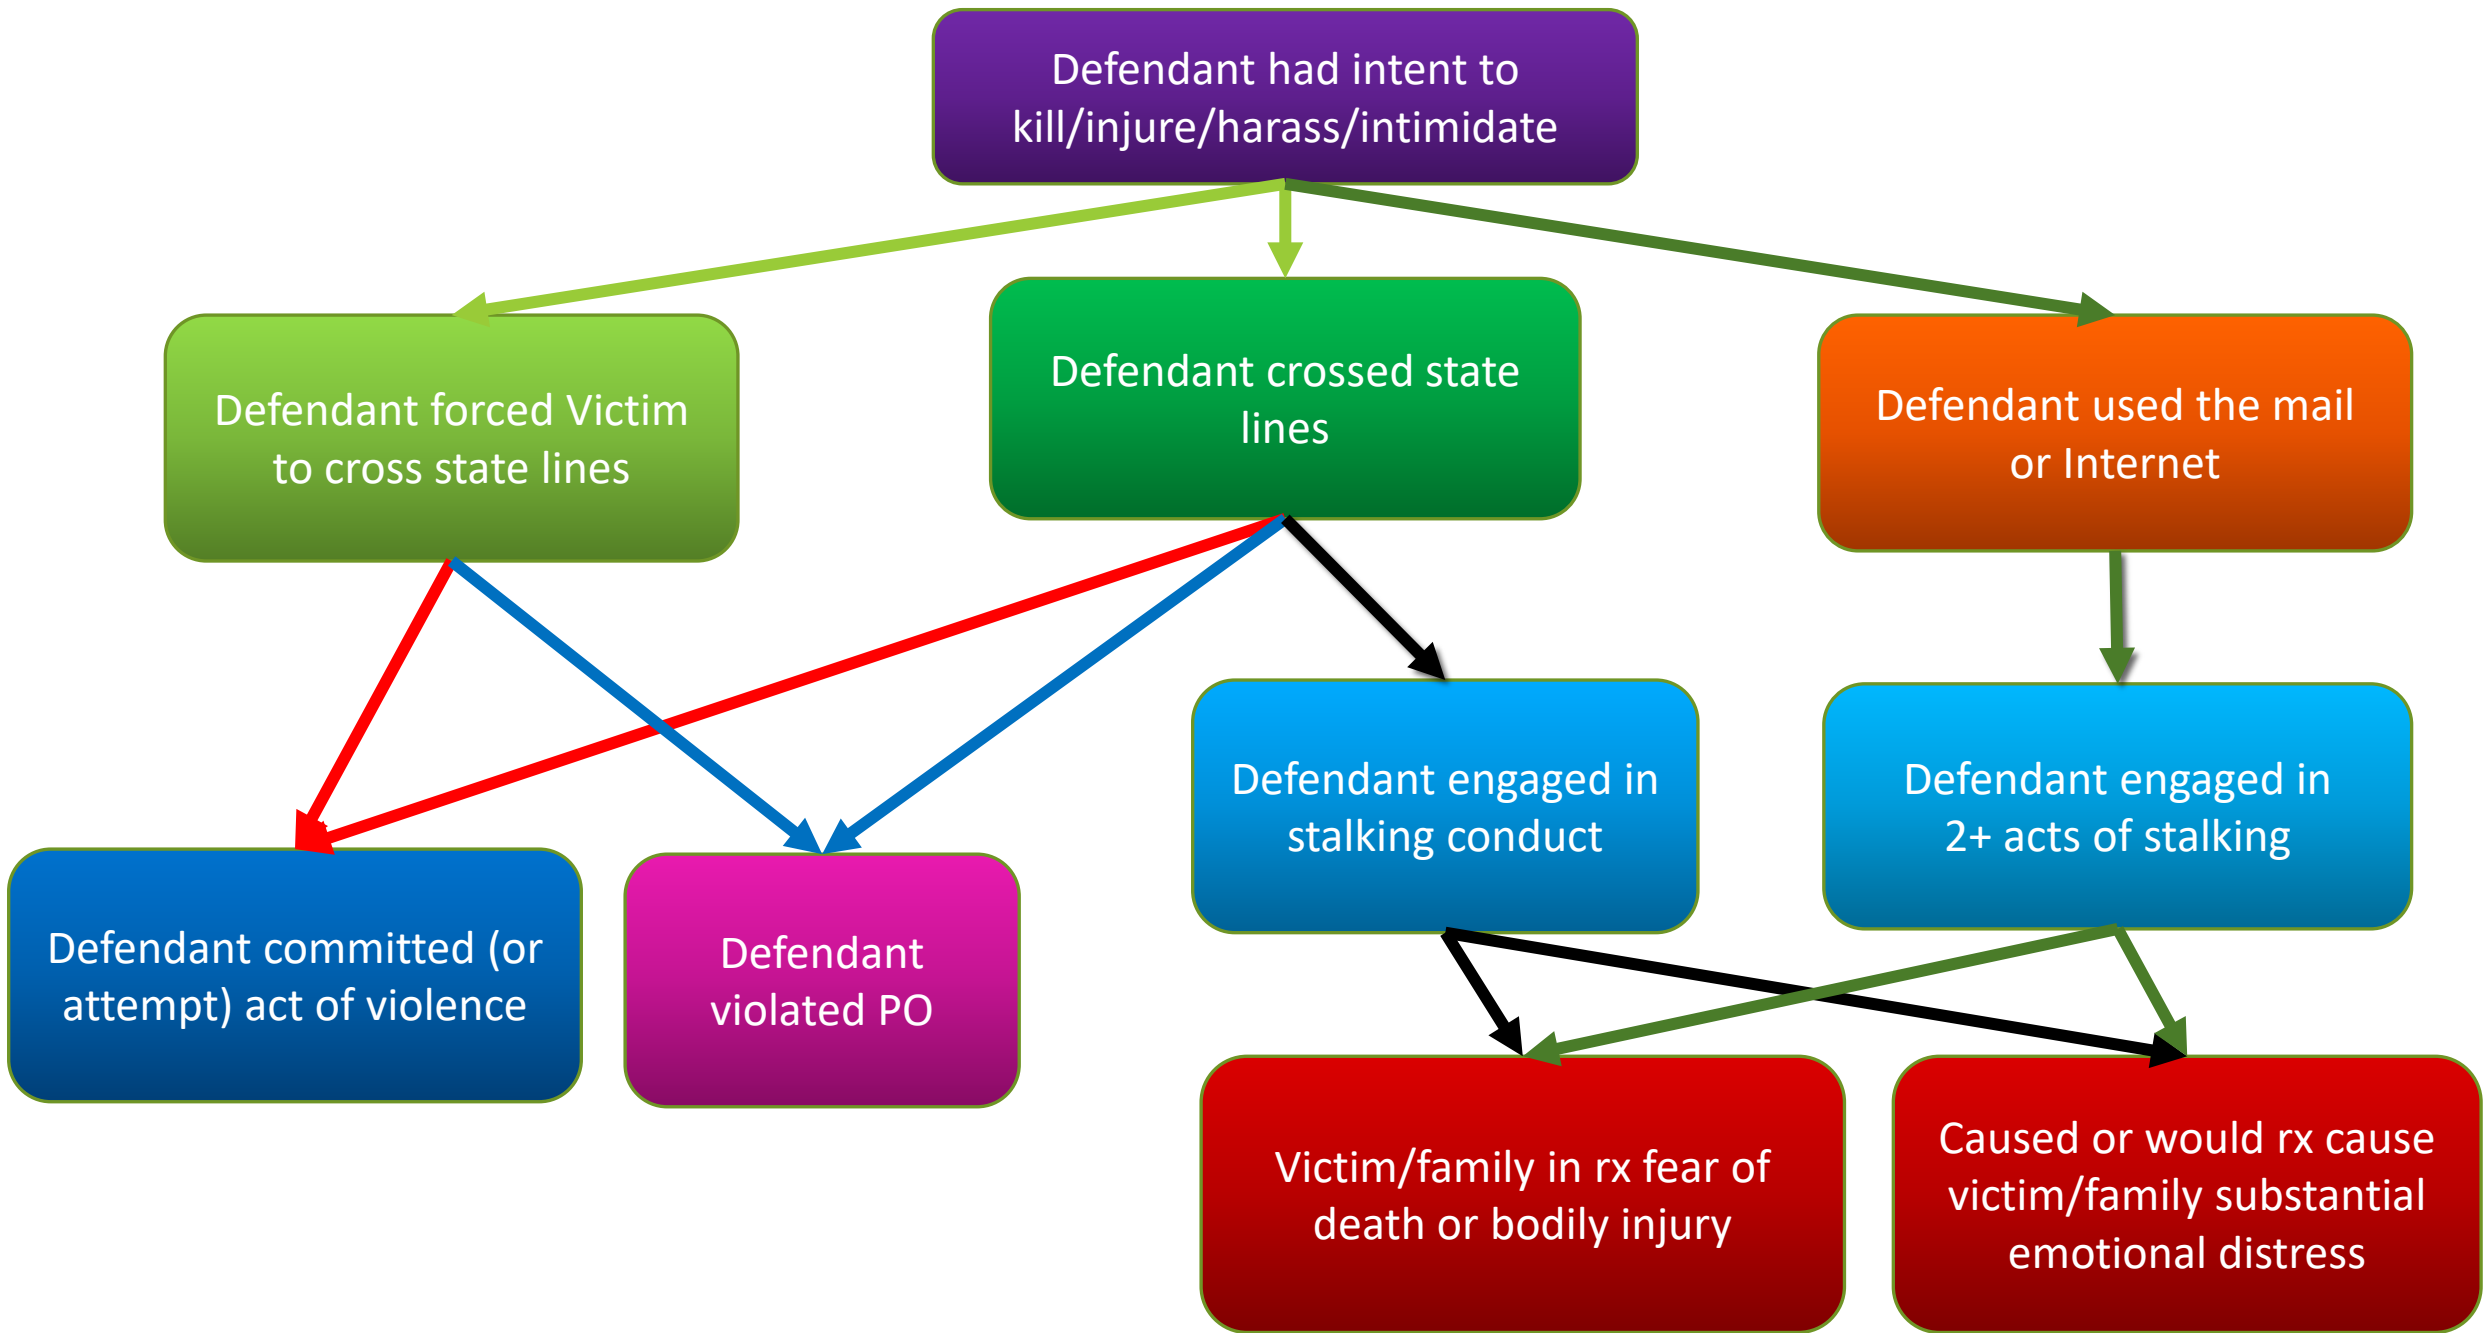 Defendant had intent to
kill/injure/harass/intimidate
Defendant forced Victim
to cross state lines
Defendant crossed state
lines
Defendant used the mail
or Internet
Defendant committed (or
attempt) act of violence
Defendant
violated PO
Defendant engaged in
stalking conduct
Defendant engaged in
2+ acts of stalking
Victim/family in rx fear of
death or bodily injury
Caused or would rx cause
victim/family substantial
emotional distress